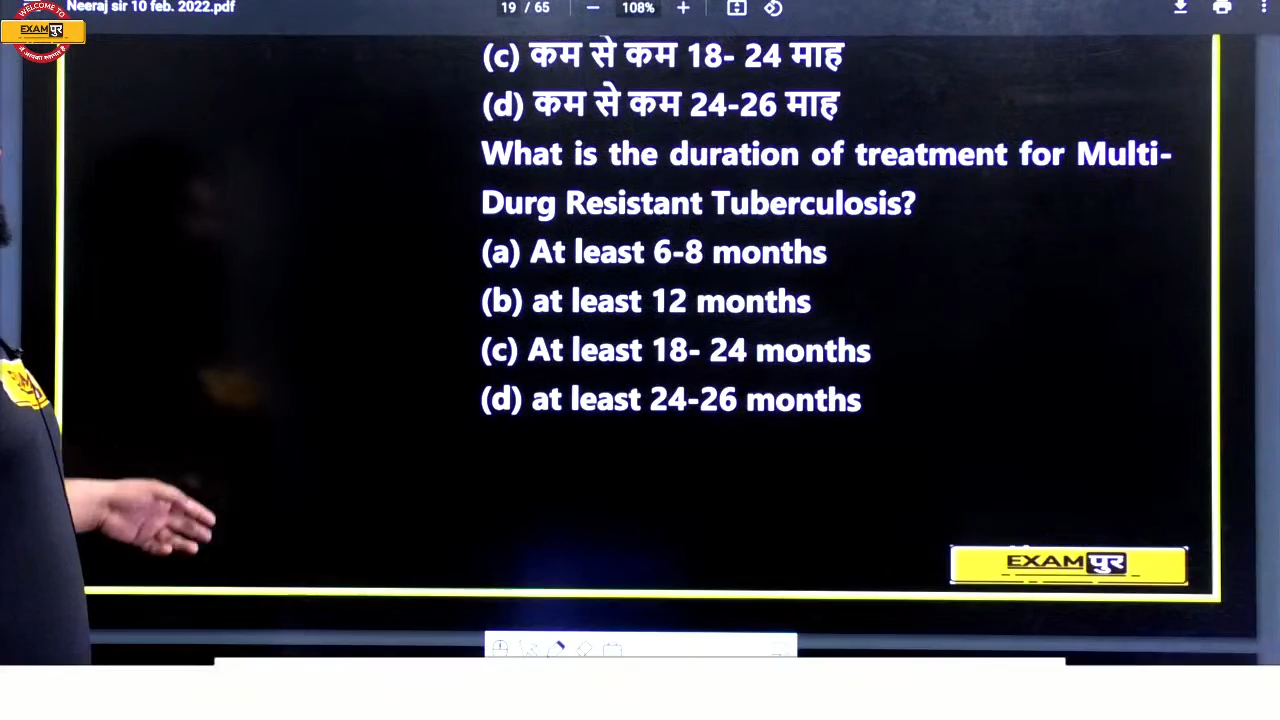 Neeraj sir 10 feb. 2022.pdf
19 / 65
108%
WELCOME TO
EXAMपुर
(c) कम से कम 18- 24 माह
(d) कम से कम 24-26 माह
What is the duration of treatment for Multi-
Durg Resistant Tuberculosis?
(a) At least 6-8 months
(b) at least 12 months
(c) At least 18- 24 months
(d) at least 24-26 months
EXAMपुर